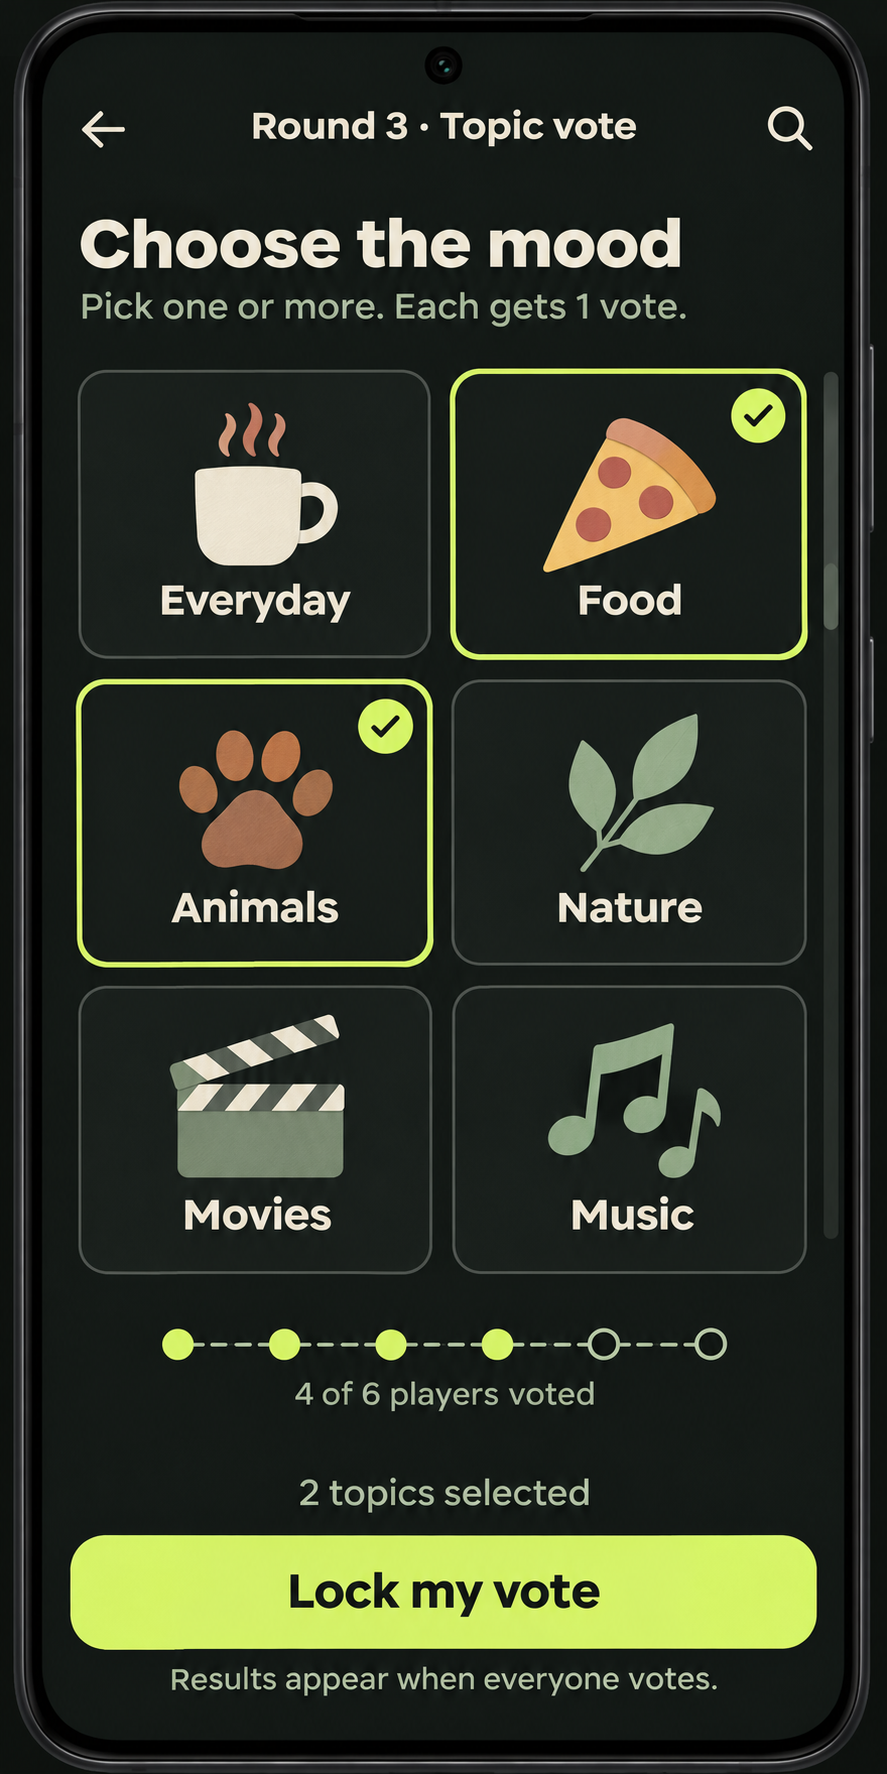 Round 3 · Topic vote
Choose the mood
Pick one or more. Each gets 1 vote.
Everyday
Food
Animals
Nature
Movies
Music
4 of 6 players voted
2 topics selected
Lock my vote
Results appear when everyone votes.